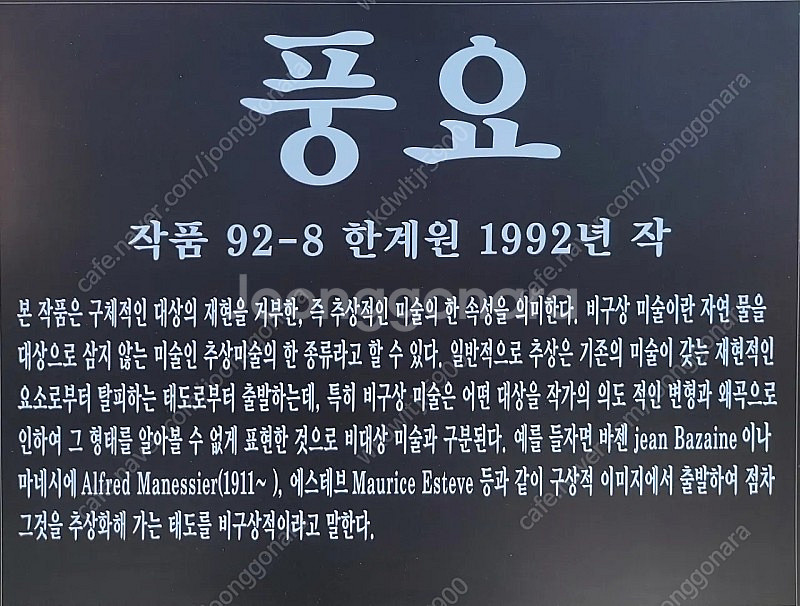 풍요
작품 92-8 한계원 1992년 작
본 작품은 구체적인 대상의 재현을 거부한, 즉 추상적인 미술의 한 속성을 의미한다. 비구상 미술이란 자연 물을
대상으로 삼지 않는 미술인 추상미술의 한 종류라고 할 수 있다. 일반적으로 추상은 기존의 미술이 갖는 재현적인
요소로부터 탈피하는 태도로부터 출발하는데, 특히 비구상 미술은 어떤 대상을 작가의 의도 적인 변형과 왜곡으로
인하여 그 형태를 알아볼 수 없게 표현한 것으로 비대상 미술과 구분된다. 예를 들자면 바젠 jean Bazaine 이나
마네시에 Alfred Manessier(1911~ ), 에스테브 Maurice Esteve 등과 같이 구상적 이미지에서 출발하여 점차
그것을 추상화해 가는 태도를 비구상적이라고 말한다.
Joonggonara
cafe.naver.com/joonggonara